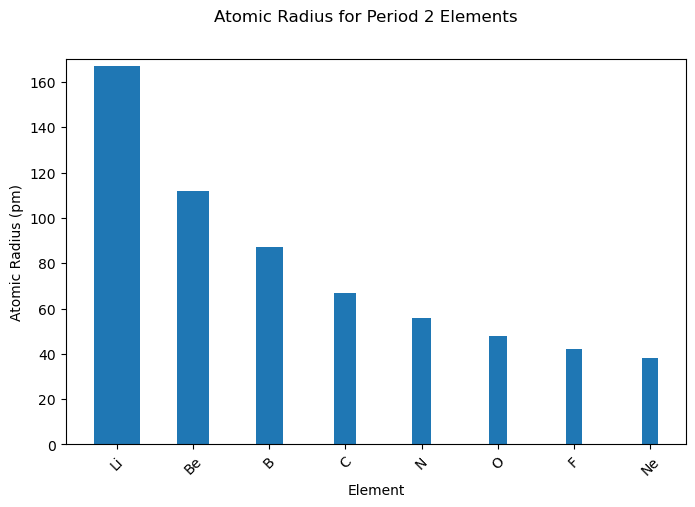 Atomic Radius for Period 2 Elements
Atomic Radius (pm)
160
140
120
100
80
60
40
20
0
Li
Be
B
C
N
O
F
Ne
Element